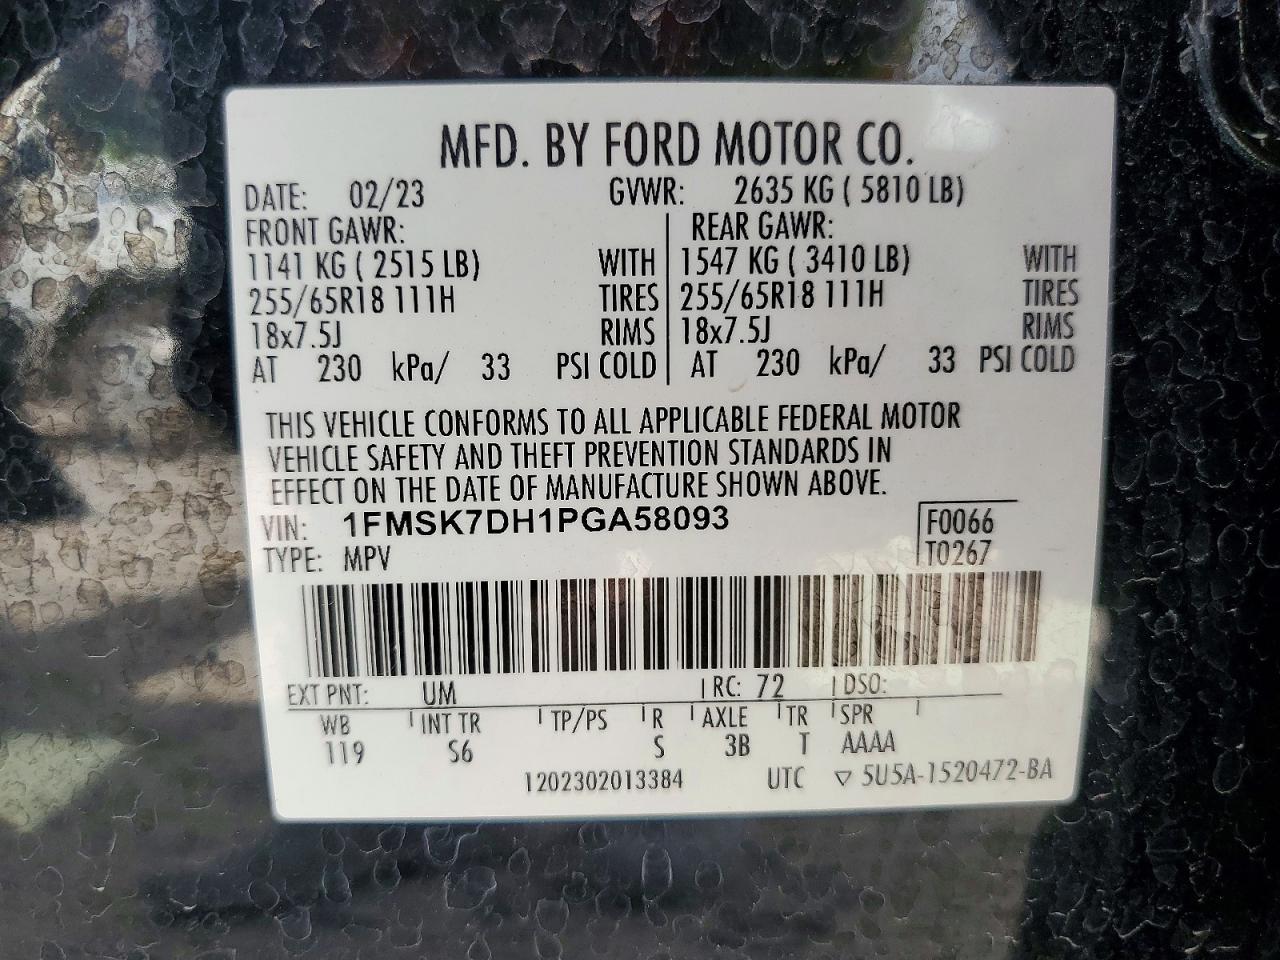 MFD. BY FORD MOTOR CO.
DATE: 02/23 GVWR: 2635 KG ( 5810 LB)
FRONT GAWR: REAR GAWR:
1141 KG ( 2515 LB) WITH 1547 KG ( 3410 LB) WITH
255/65R18 111H TIRES 255/65R18 111H TIRES
18x7.5J RIMS 18x7.5J RIMS
AT 230 kPa/ 33 PSI COLD AT 230 kPa/ 33 PSI COLD
THIS VEHICLE CONFORMS TO ALL APPLICABLE FEDERAL MOTOR
VEHICLE SAFETY AND THEFT PREVENTION STANDARDS IN
EFFECT ON THE DATE OF MANUFACTURE SHOWN ABOVE.
VIN: 1FMSK7DH1PGA58093 F0066
TYPE: MPV T0267
EXT PNT: UM RC: 72 DSO:
WB INT TR TP/PS R AXLE TR SPR
119 S6 S 3B T AAAA
1202302013384 UTC ▽ 5U5A-1520472-BA